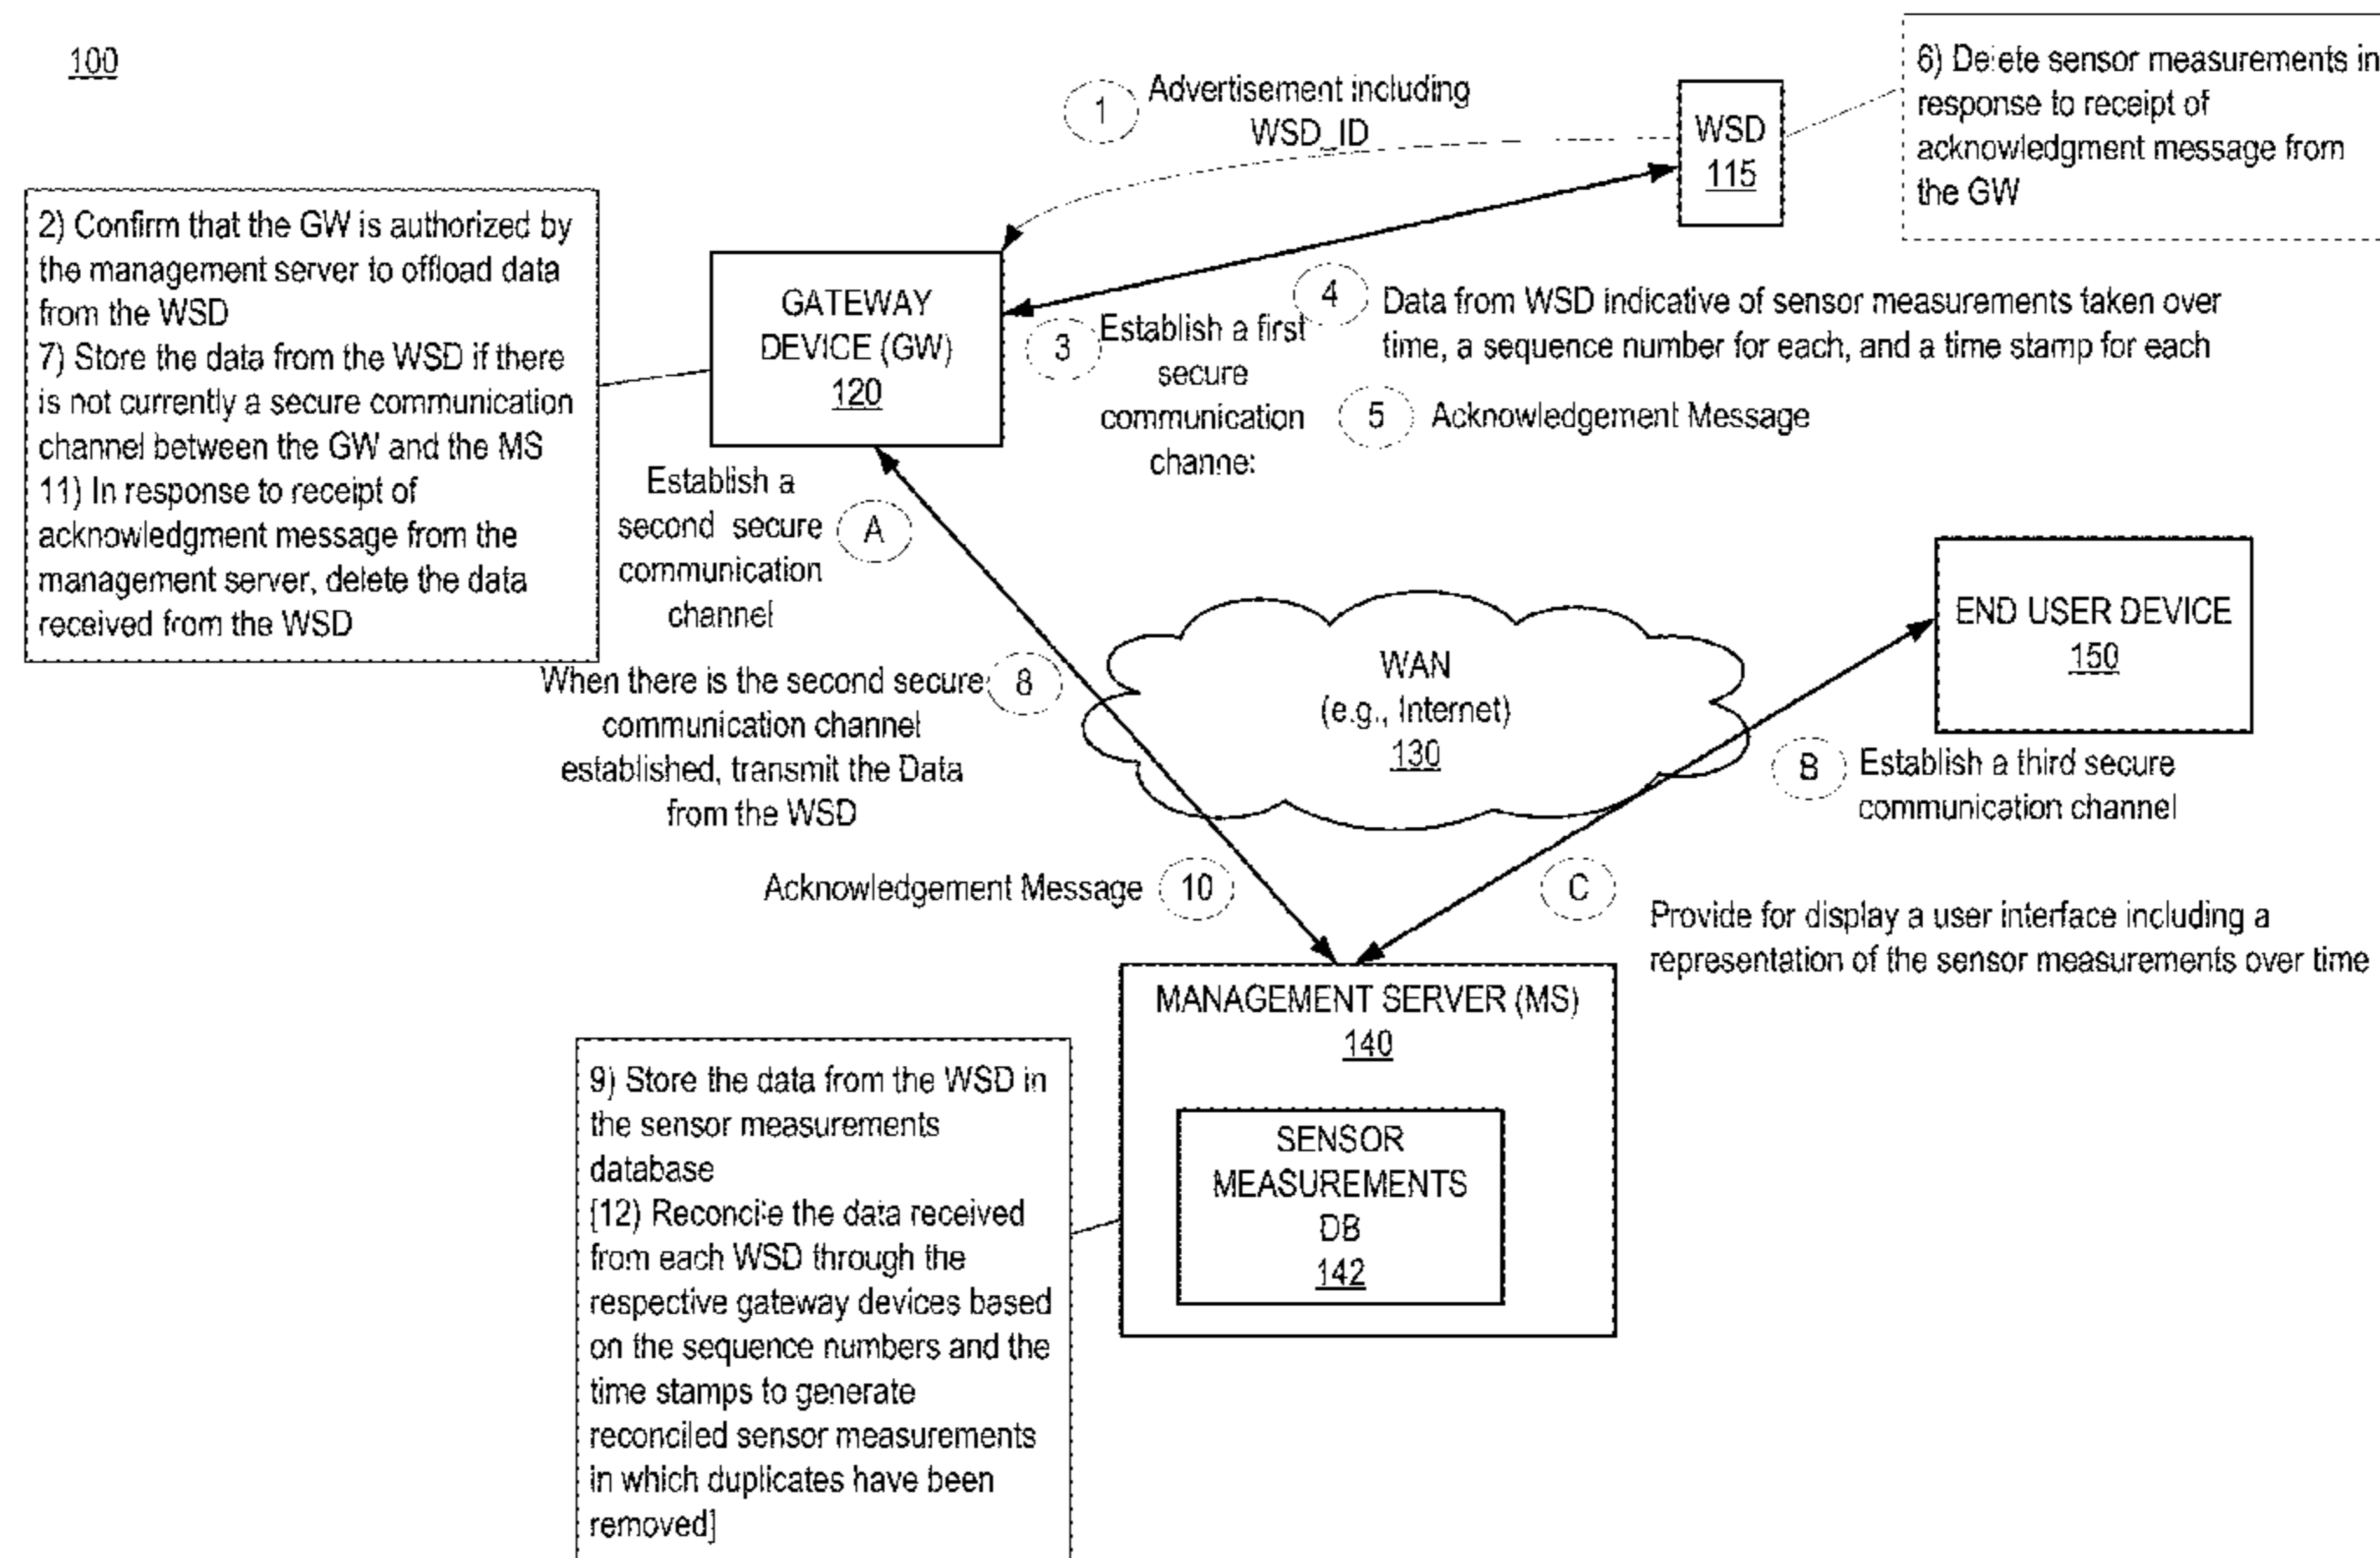 100
1
Advertisement including
WSD_ID
WSD
115
6) Delete sensor measurements in
response to receipt of
acknowledgment message from
the GW
2) Confirm that the GW is authorized by
the management server to offload data
from the WSD
7) Store the data from the WSD if there
is not currently a secure communication
channel between the GW and the MS
11) In response to receipt of
acknowledgment message from the
management server, delete the data
received from the WSD
GATEWAY
DEVICE (GW)
120
3
Establish a first
secure
communication
channel
4
Data from WSD indicative of sensor measurements taken over
time, a sequence number for each, and a time stamp for each
5
Acknowledgement Message
Establish a
second secure
communication
channel
A
When there is the second secure
communication channel
established, transmit the Data
from the WSD
8
WAN
(e.g., Internet)
130
END USER DEVICE
150
B
Establish a third secure
communication channel
Acknowledgement Message
10
C
Provide for display a user interface including a
representation of the sensor measurements over time
MANAGEMENT SERVER (MS)
140
SENSOR
MEASUREMENTS
DB
142
9) Store the data from the WSD in
the sensor measurements
database
[12) Reconcile the data received
from each WSD through the
respective gateway devices based
on the sequence numbers and the
time stamps to generate
reconciled sensor measurements
in which duplicates have been
removed]